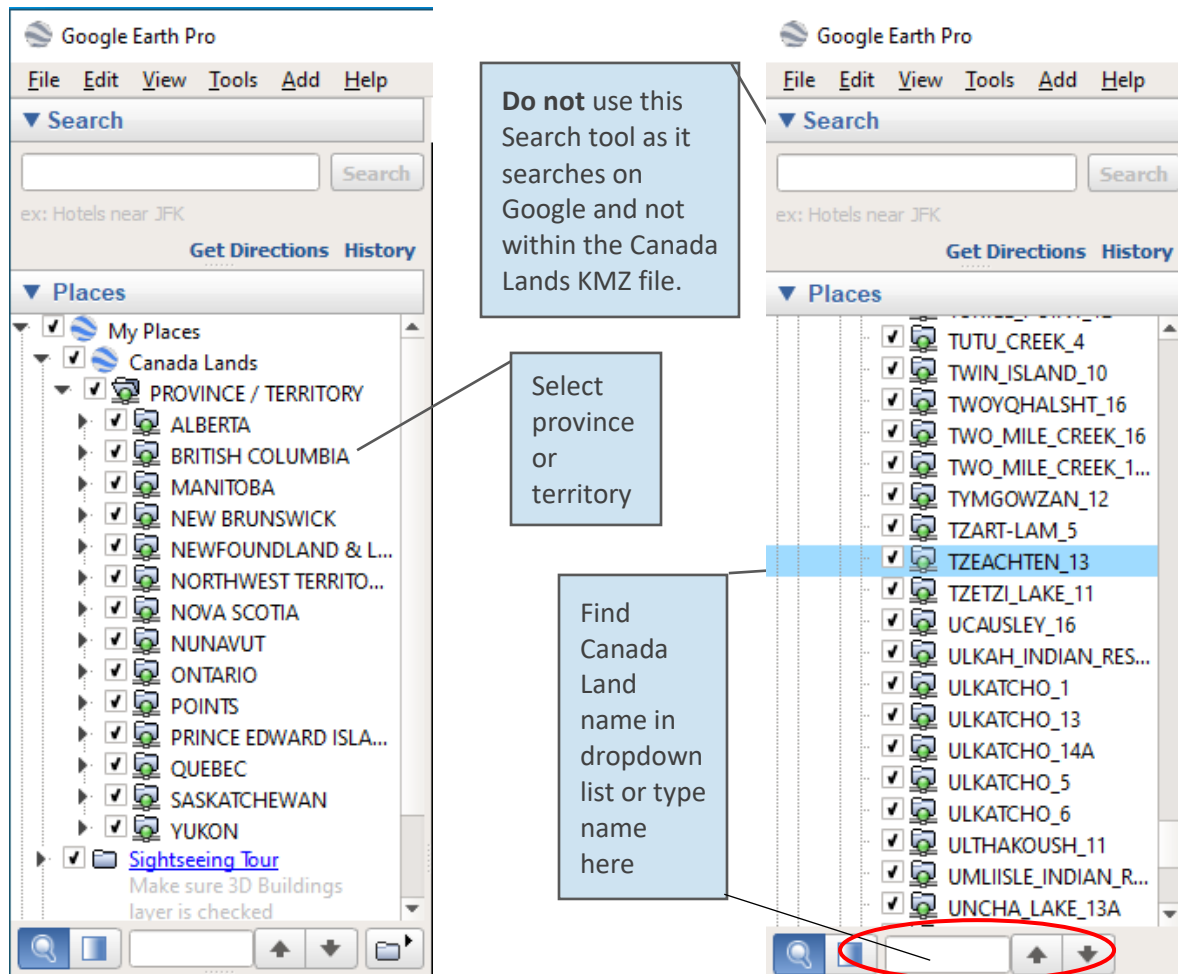 Google Earth Pro
File Edit View Tools Add Help
Search
Search
ex: Hotels near JFK
Get Directions History
Places
My Places
Canada Lands
PROVINCE / TERRITORY
ALBERTA
BRITISH COLUMBIA
MANITOBA
NEW BRUNSWICK
NEWFOUNDLAND & L...
NORTHWEST TERRITO...
NOVA SCOTIA
NUNAVUT
ONTARIO
POINTS
PRINCE EDWARD ISLA...
QUEBEC
SASKATCHEWAN
YUKON
Sightseeing Tour
Make sure 3D Buildings
layer is checked
Do not use this
Search tool as it
searches on
Google and not
within the Canada
Lands KMZ file.
Select
province
or
territory
Find
Canada
Land
name in
dropdown
list or type
name
here
Google Earth Pro
File Edit View Tools Add Help
Search
Search
ex: Hotels near JFK
Get Directions History
Places
TUTU_CREEK_4
TWIN_ISLAND_10
TWOYQHALSHT_16
TWO_MILE_CREEK_16
TWO_MILE_CREEK_1...
TYMGOWZAN_12
TZART-LAM_5
TZEACHTEN_13
TZETZI_LAKE_11
UCAUSLEY_16
ULKAH_INDIAN_RES...
ULKATCHO_1
ULKATCHO_13
ULKATCHO_14A
ULKATCHO_5
ULKATCHO_6
ULTHAKOUSH_11
UMLIISLE_INDIAN_R...
UNCHA_LAKE_13A